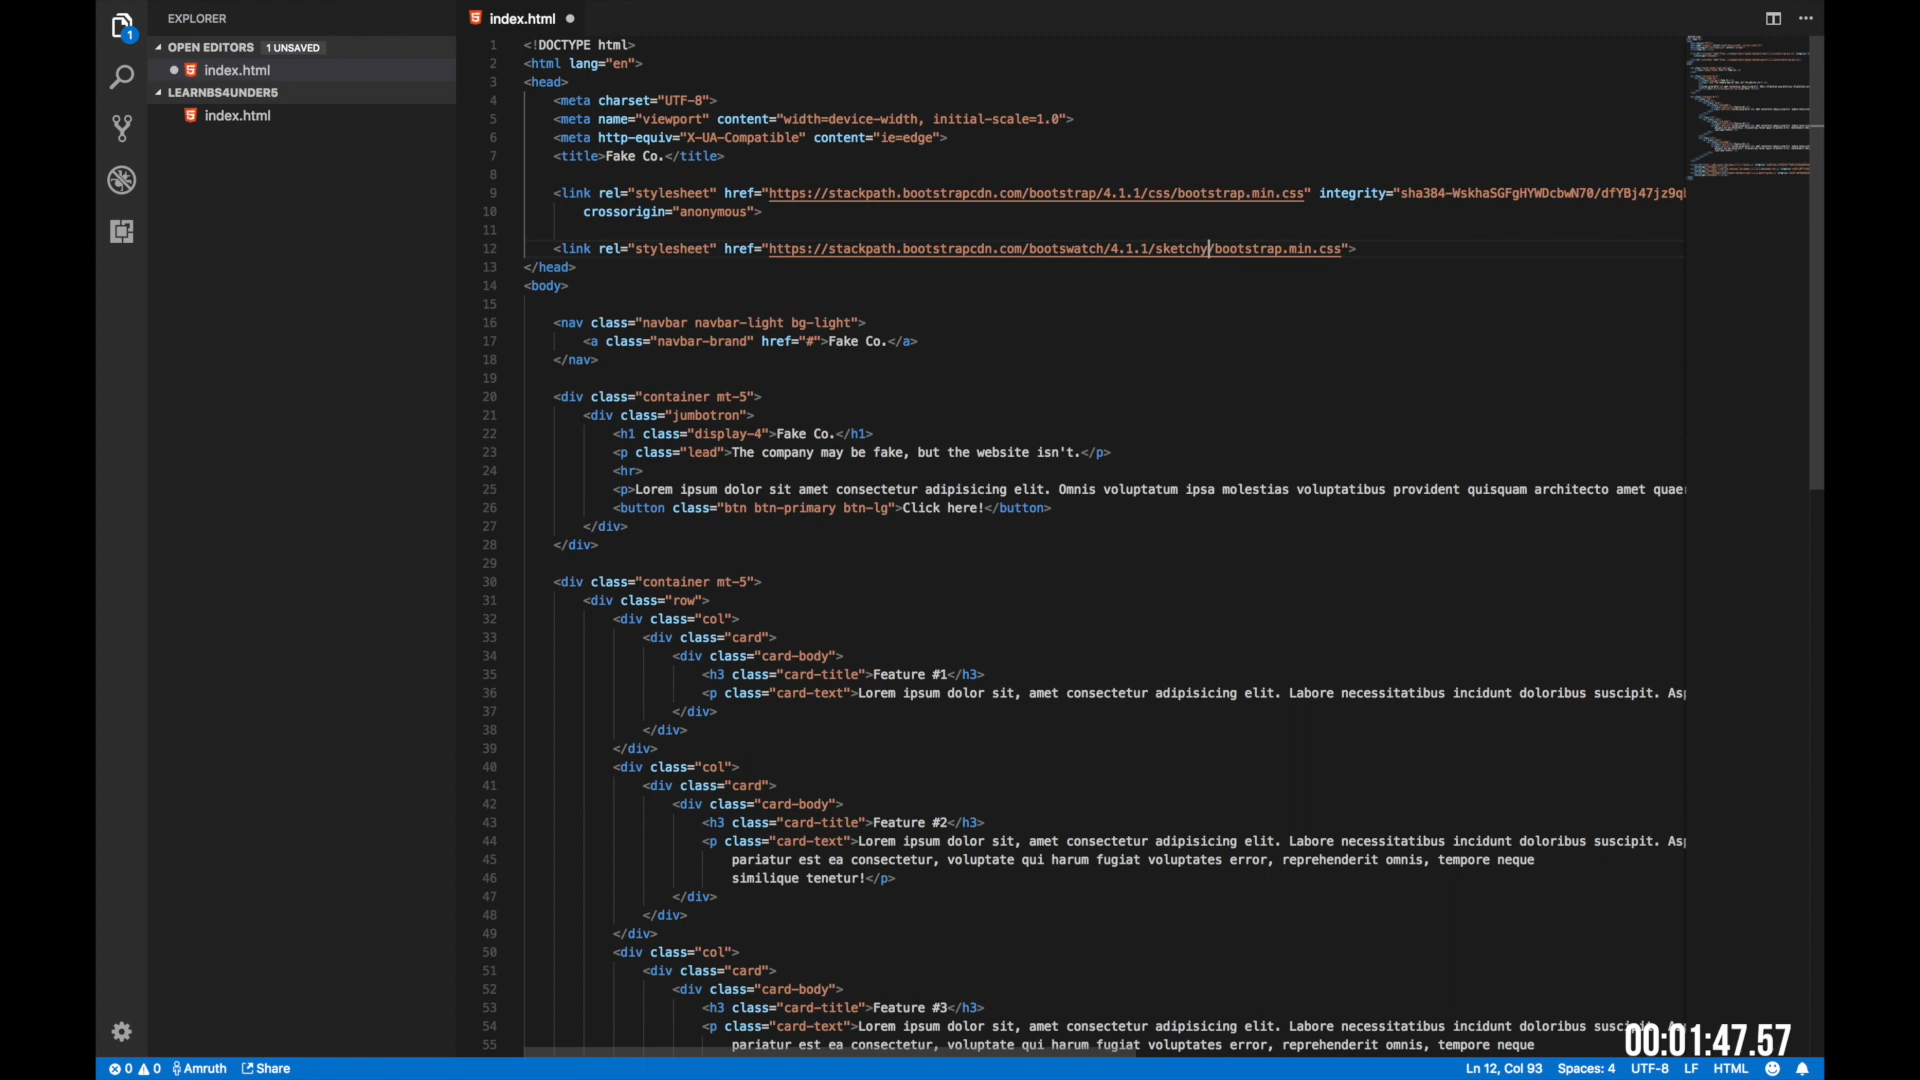 EXPLORER
OPEN EDITORS 1 UNSAVED
index.html
LEARNBS4UNDER5
index.html
1
index.html
1 <!DOCTYPE html>
2 <html lang="en">
3 <head>
4 <meta charset="UTF-8">
5 <meta name="viewport" content="width=device-width, initial-scale=1.0">
6 <meta http-equiv="X-UA-Compatible" content="ie=edge">
7 <title>Fake Co.</title>
8
9 <link rel="stylesheet" href="https://stackpath.bootstrapcdn.com/bootstrap/4.1.1/css/bootstrap.min.css" integrity="sha384-WskhaSGFgHYWDcbwN70/dfYBj47jz9q
10 crossorigin="anonymous">
11
12 <link rel="stylesheet" href="https://stackpath.bootstrapcdn.com/bootswatch/4.1.1/sketchy/bootstrap.min.css">
13 </head>
14 <body>
15
16 <nav class="navbar navbar-light bg-light">
17 <a class="navbar-brand" href="#">Fake Co.</a>
18 </nav>
19
20 <div class="container mt-5">
21 <div class="jumbotron">
22 <h1 class="display-4">Fake Co.</h1>
23 <p class="lead">The company may be fake, but the website isn't.</p>
24 <hr>
25 <p>Lorem ipsum dolor sit amet consectetur adipisicing elit. Omnis voluptatum ipsa molestias voluptatibus provident quisquam architecto amet quae
26 <button class="btn btn-primary btn-lg">Click here!</button>
27 </div>
28 </div>
29
30 <div class="container mt-5">
31 <div class="row">
32 <div class="col">
33 <div class="card">
34 <div class="card-body">
35 <h3 class="card-title">Feature #1</h3>
36 <p class="card-text">Lorem ipsum dolor sit, amet consectetur adipisicing elit. Labore necessitatibus incidunt doloribus suscipit. Asp
37 </div>
38 </div>
39 </div>
40 <div class="col">
41 <div class="card">
42 <div class="card-body">
43 <h3 class="card-title">Feature #2</h3>
44 <p class="card-text">Lorem ipsum dolor sit, amet consectetur adipisicing elit. Labore necessitatibus incidunt doloribus suscipit. Asp
45 pariatur est ea consectetur, voluptate qui harum fugiat voluptates error, reprehenderit omnis, tempore neque
46 similique tenetur!</p>
47 </div>
48 </div>
49 </div>
50 <div class="col">
51 <div class="card">
52 <div class="card-body">
53 <h3 class="card-title">Feature #3</h3>
54 <p class="card-text">Lorem ipsum dolor sit, amet consectetur adipisicing elit. Labore necessitatibus incidunt doloribus
55 pariatur est ea consectetur, voluptate qui harum fugiat voluptates error, reprehenderit omnis, tempore neque
00:01:47.57
0 0 Amruth Share
Ln 12, Col 93 Spaces: 4 UTF-8 LF HTML